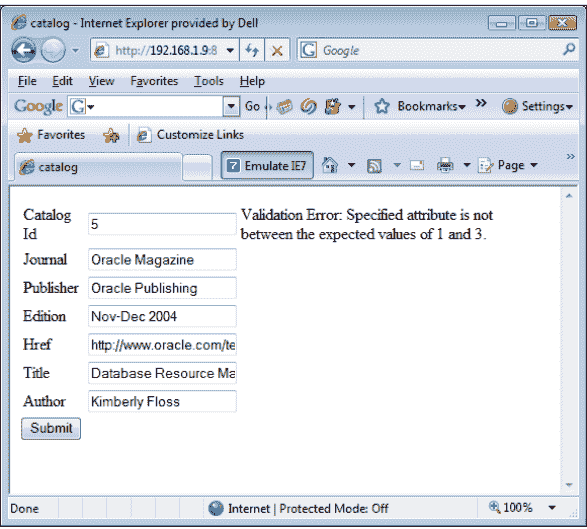 catalog - Internet Explorer provided by Dell
http://192.168.1.9:8
Google
File Edit View Favorites Tools Help
Google G Go Bookmarks Settings
Favorites Customize Links
catalog 7 Emulate IE7 Page
Catalog Id 5 Validation Error: Specified attribute is not
between the expected values of 1 and 3.
Journal Oracle Magazine
Publisher Oracle Publishing
Edition Nov-Dec 2004
Href http://www.oracle.com/te
Title Database Resource Ma
Author Kimberly Floss
Submit
Done Internet | Protected Mode: Off 100%